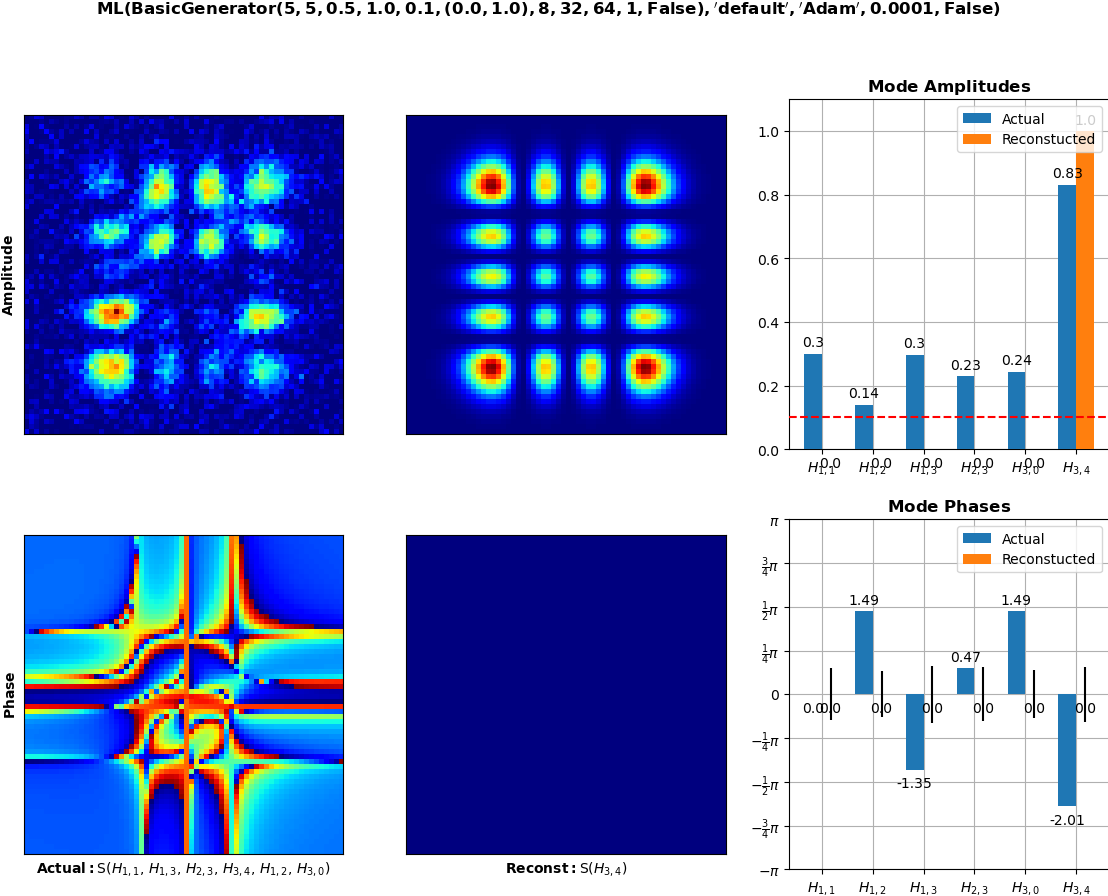 ML(BasicGenerator(5, 5, 0.5, 1.0, 0.1, (0.0, 1.0), 8, 32, 64, 1, False), ′default′, ′Adam′, 0.0001, False)
Amplitude
Mode Amplitudes
Actual
Reconstucted
1.0
0.8
0.6
0.4
0.2
0.0
0.3
0.14
0.3
0.23
0.24
0.83
1.0
0.0 0.0 0.0 0.0 0.0
H1,1 H1,2 H1,3 H2,3 H3,0 H3,4
Phase
Actual: S(H1,1, H1,3, H2,3, H3,4, H1,2, H3,0)
Reconst: S(H3,4)
Mode Phases
Actual
Reconstucted
π
3/4π
1/2π
1/4π
0
−1/4π
−1/2π
−3/4π
−π
1.49
0.47
1.49
0.0 0.0 0.0 0.0 0.0 0.0 0.0
-1.35
-2.01
H1,1 H1,2 H1,3 H2,3 H3,0 H3,4